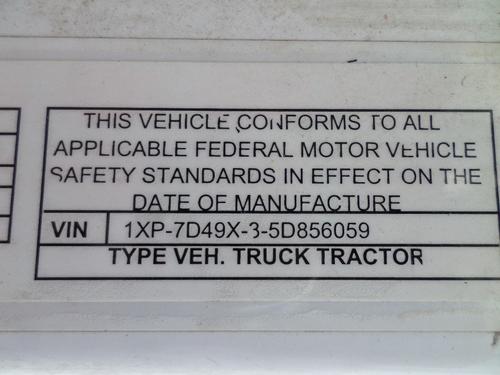 THIS VEHICLE CONFORMS TO ALL
APPLICABLE FEDERAL MOTOR VEHICLE
SAFETY STANDARDS IN EFFECT ON THE
DATE OF MANUFACTURE
VIN 1XP-7D49X-3-5D856059
TYPE VEH. TRUCK TRACTOR